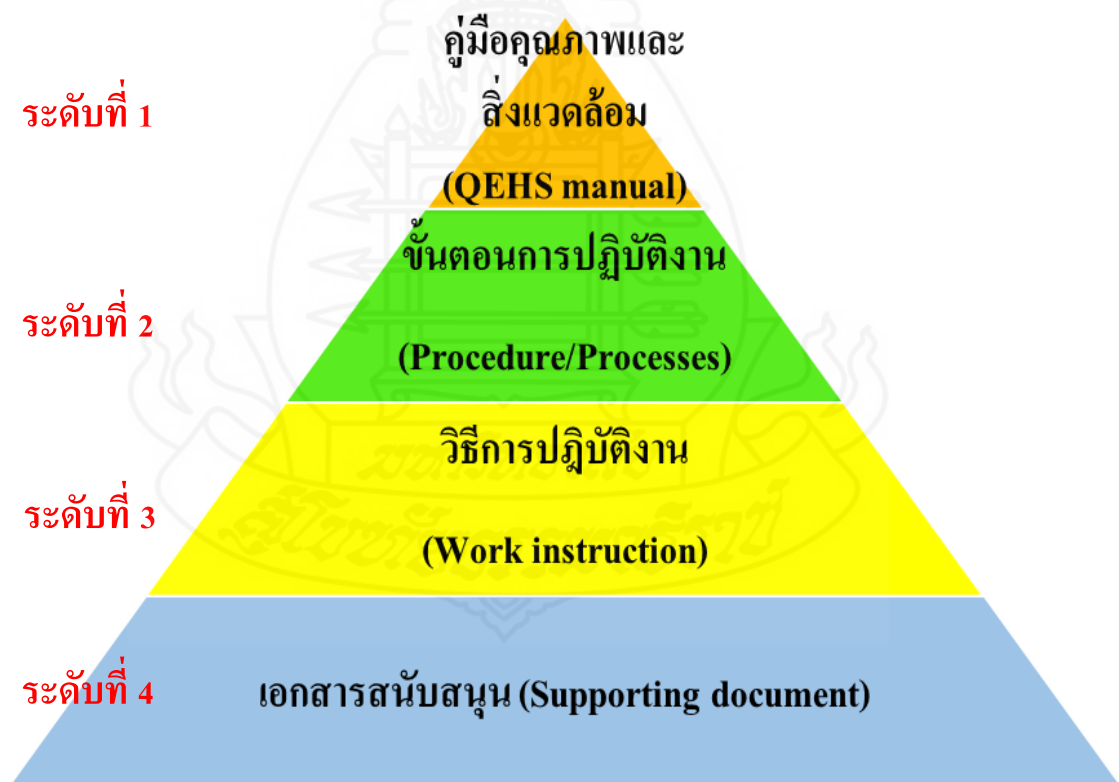 คู่มือคุณภาพและ
ระดับที่ 1
สิ่งแวดล้อม
(QEHS manual)
ขั้นตอนการปฏิบัติงาน
ระดับที่ 2
(Procedure/Processes)
วิธีการปฎิบัติงาน
ระดับที่ 3
(Work instruction)
ระดับที่ 4
เอกสารสนับสนุน (Supporting document)